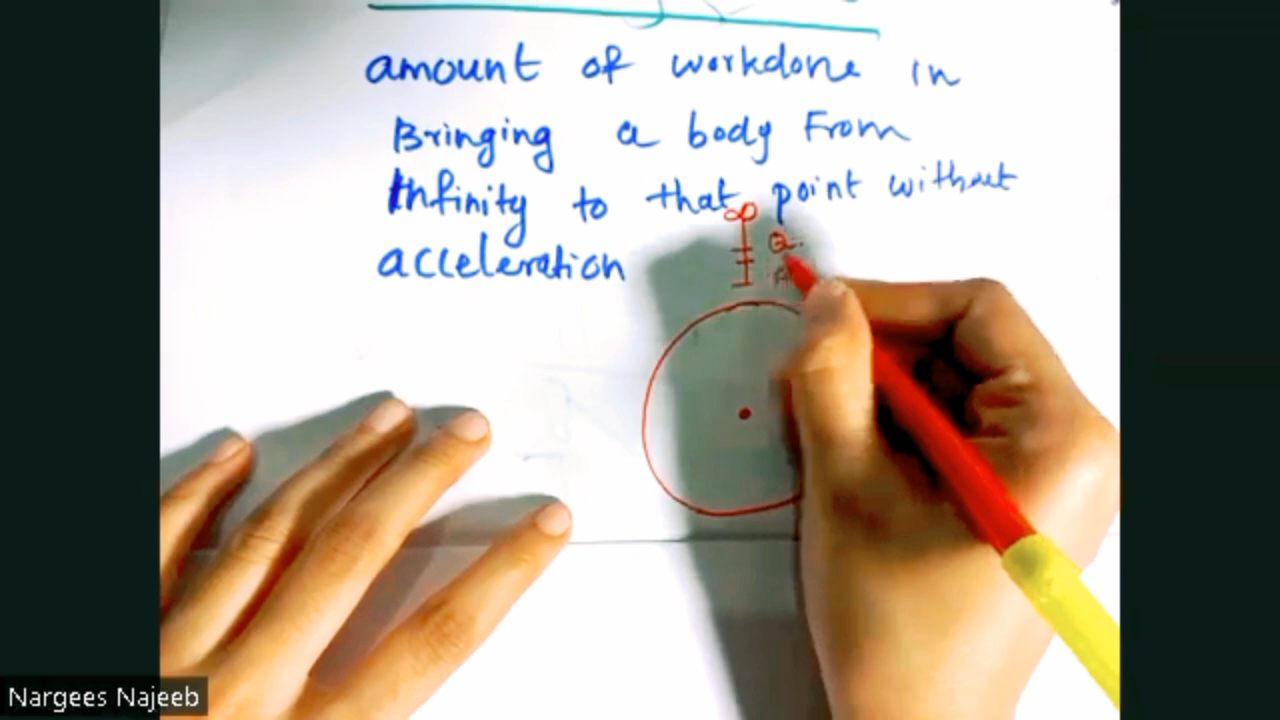 amount of workdone in
Bringing a body From
Infinity to that point without
acceleration
∞
Q.
Nargees Najeeb